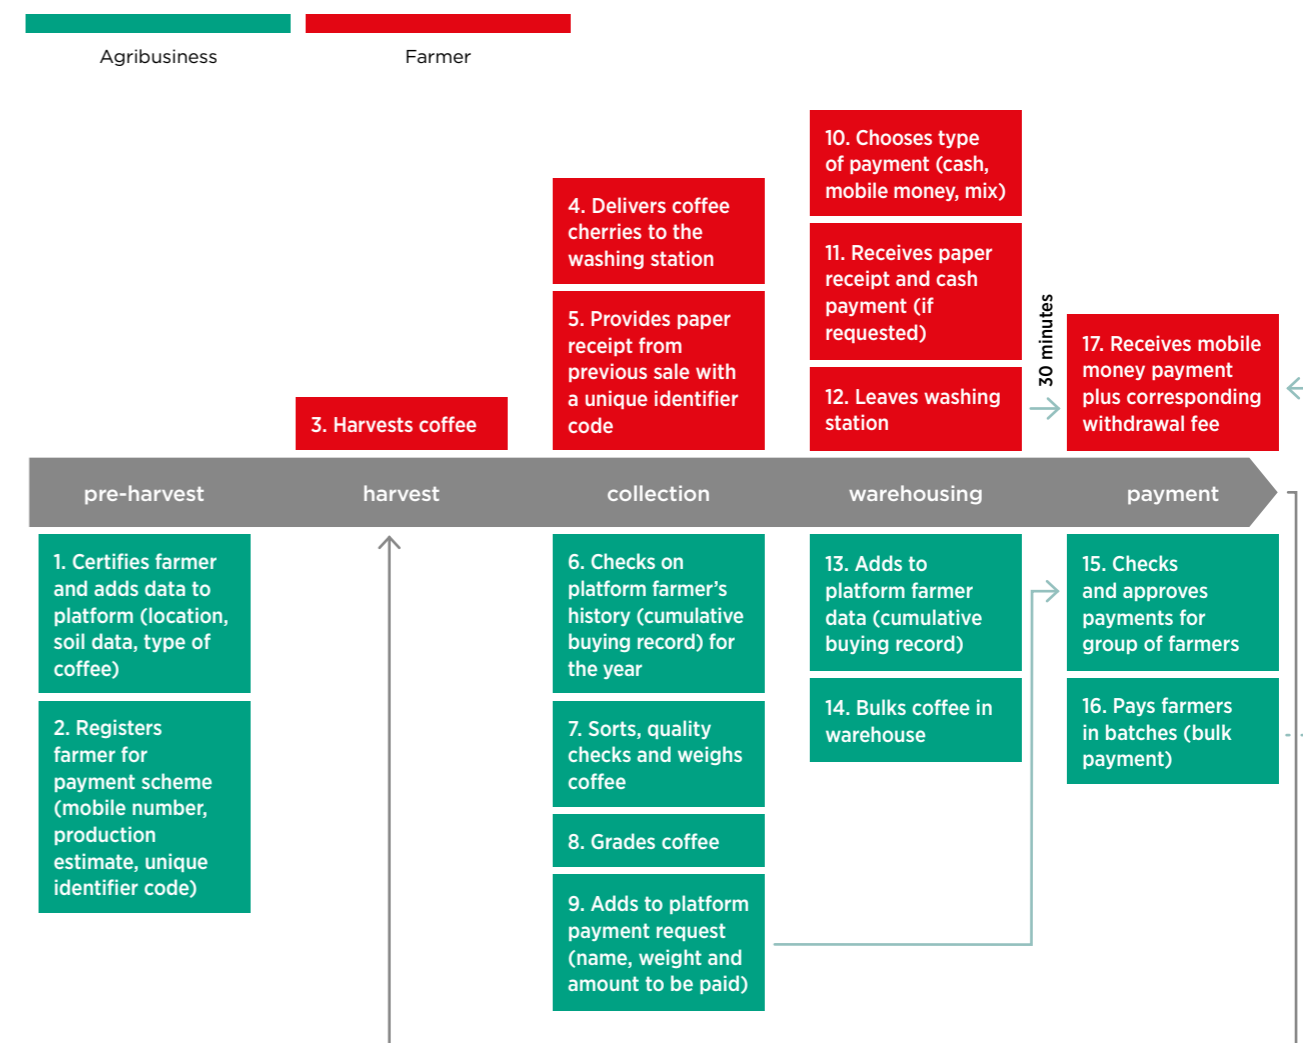 Agribusiness
Farmer
10. Chooses type
of payment (cash,
mobile money, mix)
4. Delivers coffee
cherries to the
washing station
11. Receives paper
receipt and cash
payment (if
requested)
5. Provides paper
receipt from
previous sale with
a unique identifier
code
30 minutes
17. Receives mobile
money payment
plus corresponding
withdrawal fee
12. Leaves washing
station
3. Harvests coffee
pre-harvest
harvest
collection
warehousing
payment
1. Certifies farmer
and adds data to
platform (location,
soil data, type of
coffee)
2. Registers
farmer for
payment scheme
(mobile number,
production
estimate, unique
identifier code)
6. Checks on
platform farmer's
history (cumulative
buying record) for
the year
7. Sorts, quality
checks and weighs
coffee
8. Grades coffee
9. Adds to platform
payment request
(name, weight and
amount to be paid)
13. Adds to
platform farmer
data (cumulative
buying record)
14. Bulks coffee in
warehouse
15. Checks
and approves
payments for
group of farmers
16. Pays farmers
in batches (bulk
payment)